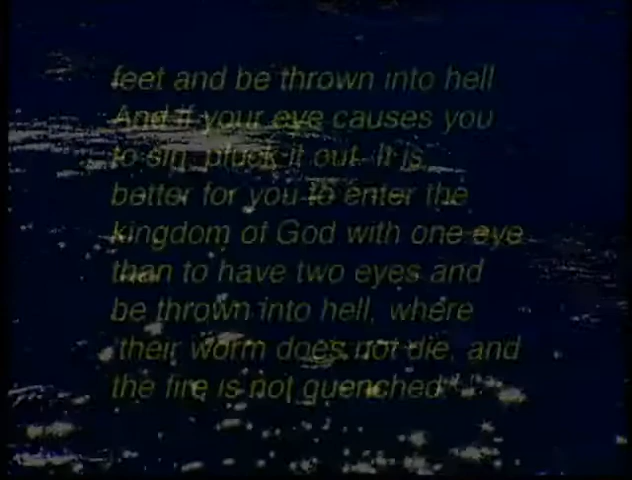 feet and be thrown into hell.
And if your eye causes you
to sin, pluck it out. It is
better for you to enter the
kingdom of God with one eye
than to have two eyes and
be thrown into hell, where
their worm does not die, and
the fire is not quenched."